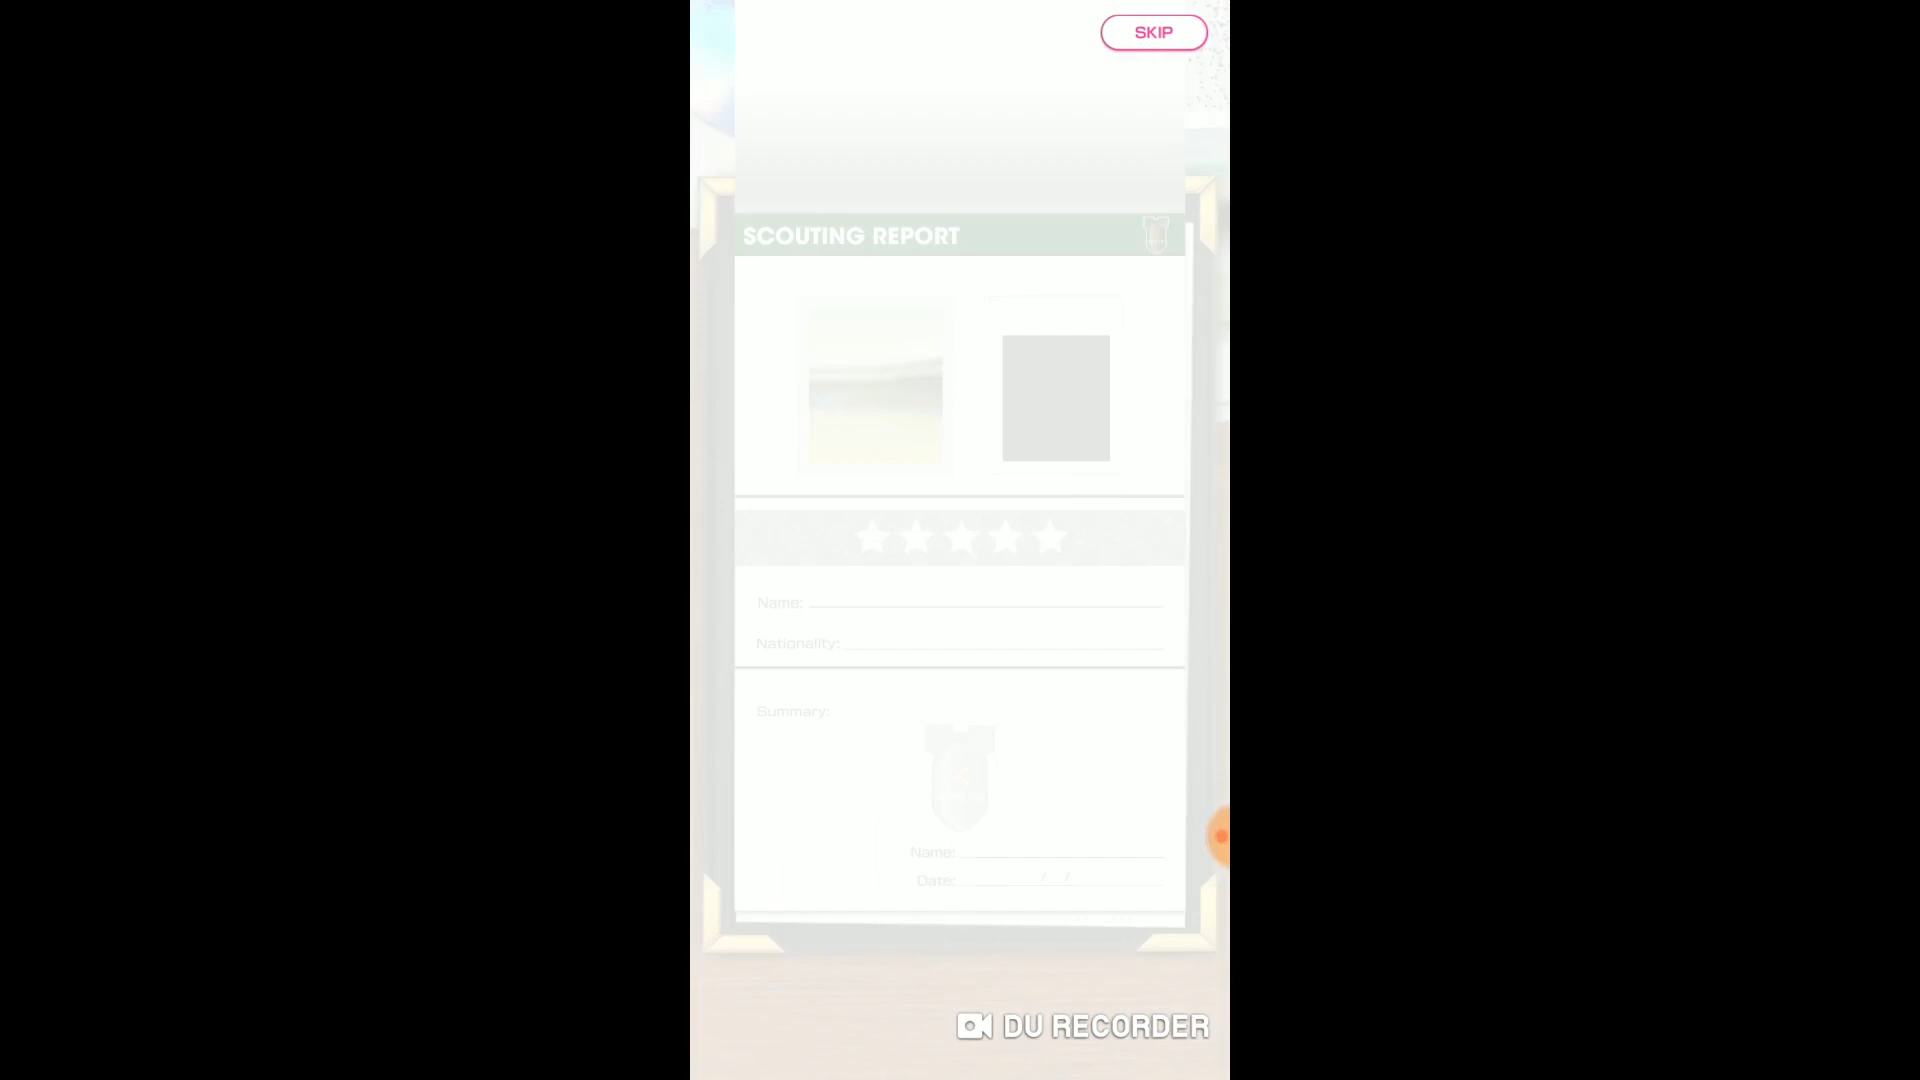 SKIP
SCOUTING REPORT
Name:
Nationality:
Summary:
Name:
Date: / /
DU RECORDER